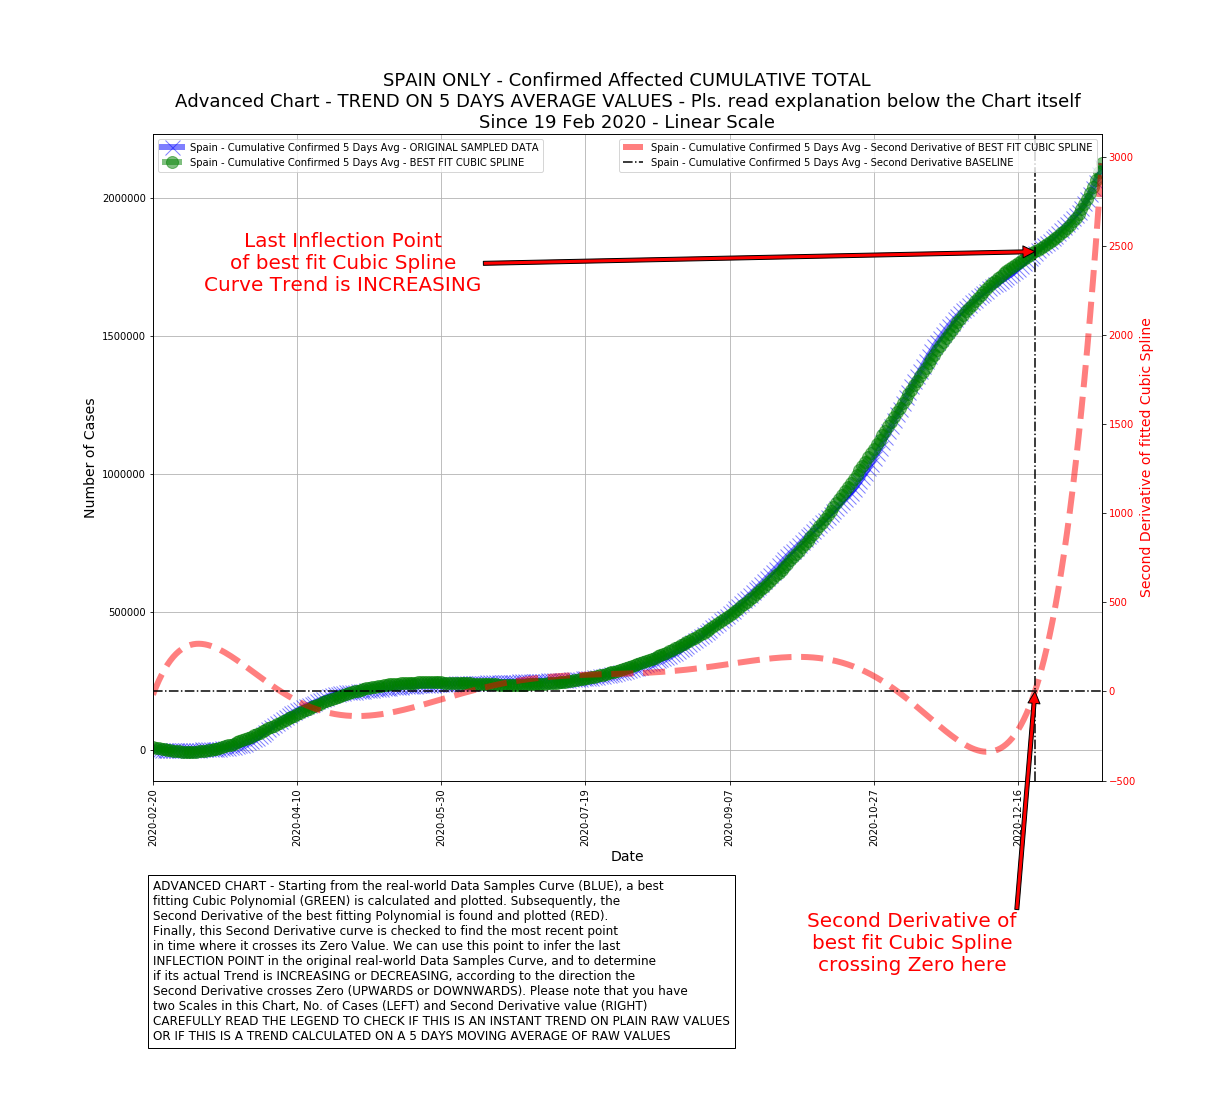 SPAIN ONLY - Confirmed Affected CUMULATIVE TOTAL
Advanced Chart - TREND ON 5 DAYS AVERAGE VALUES - Pls. read explanation below the Chart itself
Since 19 Feb 2020 - Linear Scale
Spain - Cumulative Confirmed 5 Days Avg - ORIGINAL SAMPLED DATA
Spain - Cumulative Confirmed 5 Days Avg - BEST FIT CUBIC SPLINE
Spain - Cumulative Confirmed 5 Days Avg - Second Derivative of BEST FIT CUBIC SPLINE
Spain - Cumulative Confirmed 5 Days Avg - Second Derivative BASELINE
Last Inflection Point
of best fit Cubic Spline
Curve Trend is INCREASING
Number of Cases
2000000
1500000
1000000
500000
0
3000
2500
2000
1500
1000
500
0
−500
Second Derivative of fitted Cubic Spline
2020-02-20
2020-04-10
2020-05-30
2020-07-19
2020-09-07
2020-10-27
2020-12-16
Date
ADVANCED CHART - Starting from the real-world Data Samples Curve (BLUE), a best
fitting Cubic Polynomial (GREEN) is calculated and plotted. Subsequently, the
Second Derivative of the best fitting Polynomial is found and plotted (RED).
Finally, this Second Derivative curve is checked to find the most recent point
in time where it crosses its Zero Value. We can use this point to infer the last
INFLECTION POINT in the original real-world Data Samples Curve, and to determine
if its actual Trend is INCREASING or DECREASING, according to the direction the
Second Derivative crosses Zero (UPWARDS or DOWNWARDS). Please note that you have
two Scales in this Chart, No. of Cases (LEFT) and Second Derivative value (RIGHT)
CAREFULLY READ THE LEGEND TO CHECK IF THIS IS AN INSTANT TREND ON PLAIN RAW VALUES
OR IF THIS IS A TREND CALCULATED ON A 5 DAYS MOVING AVERAGE OF RAW VALUES
Second Derivative of
best fit Cubic Spline
crossing Zero here